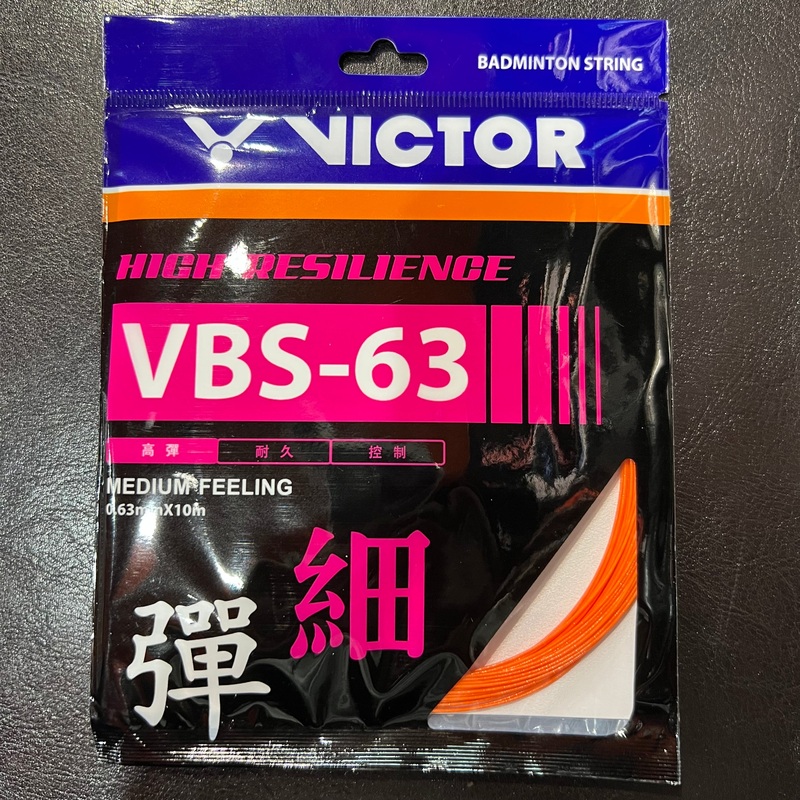 BADMINTON STRING
VICTOR
HIGH RESILIENCE
VBS-63
高彈 耐久 控制
MEDIUM FEELING
0.63mmX10m
細
彈